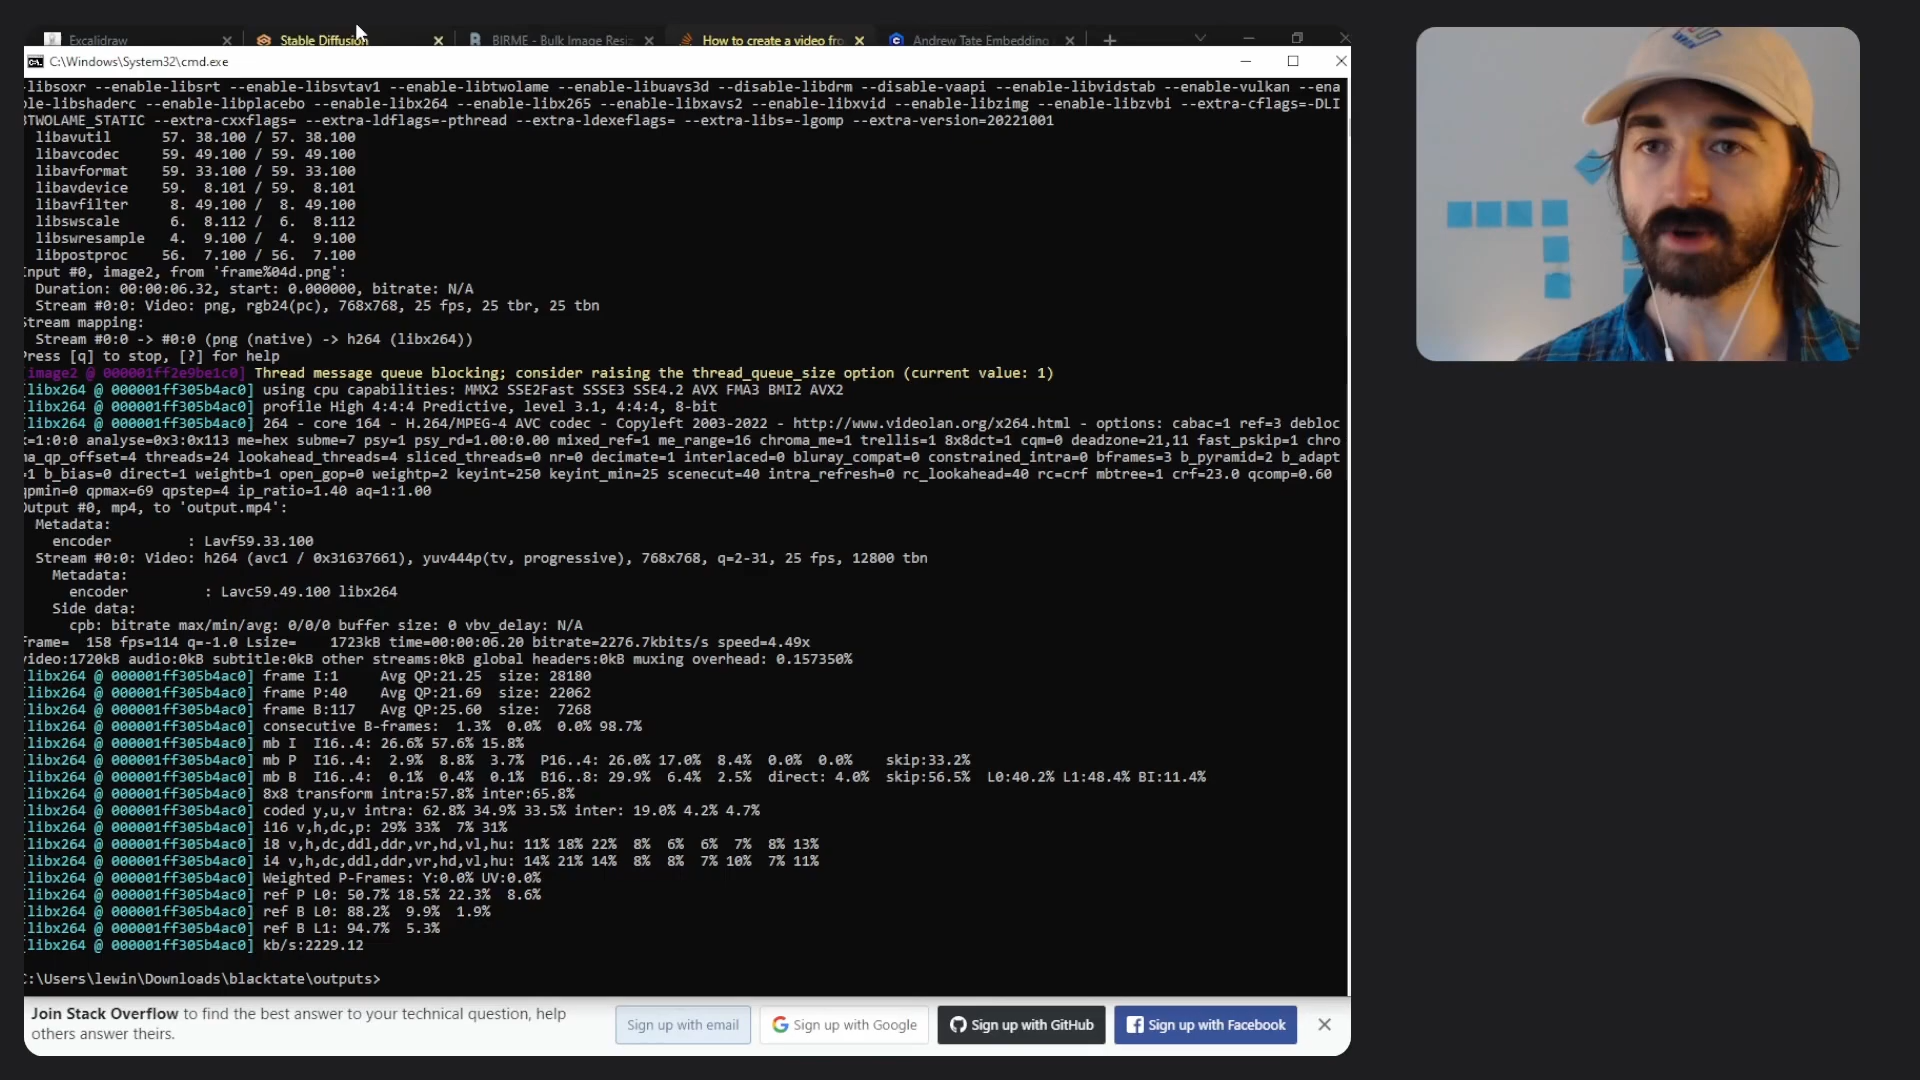 Excalidraw
Stable Diffusion
BIRME - Bulk Image Resiz
How to create a video fro
Andrew Tate Embedding
C:\Windows\System32\cmd.exe
libsoxr --enable-libsrt --enable-libsvtav1 --enable-libtwolame --enable-libuavs3d --disable-libdrm --disable-vaapi --enable-libvidstab --enable-vulkan --ena
ble-libshaderc --enable-libplacebo --enable-libx264 --enable-libx265 --enable-libxavs2 --enable-libxvid --enable-libzimg --enable-libzvbi --extra-cflags=-DLI
BTWOLAME_STATIC --extra-cxxflags= --extra-ldflags=-pthread --extra-ldexeflags= --extra-libs=-lgomp --extra-version=20221001
libavutil 57. 38.100 / 57. 38.100
libavcodec 59. 49.100 / 59. 49.100
libavformat 59. 33.100 / 59. 33.100
libavdevice 59. 8.101 / 59. 8.101
libavfilter 8. 49.100 / 8. 49.100
libswscale 6. 8.112 / 6. 8.112
libswresample 4. 9.100 / 4. 9.100
libpostproc 56. 7.100 / 56. 7.100
Input #0, image2, from 'frame%04d.png':
Duration: 00:00:06.32, start: 0.000000, bitrate: N/A
Stream #0:0: Video: png, rgb24(pc), 768x768, 25 fps, 25 tbr, 25 tbn
Stream mapping:
Stream #0:0 -> #0:0 (png (native) -> h264 (libx264))
Press [q] to stop, [?] for help
[image2 @ 000001ff2e9be1c0] Thread message queue blocking; consider raising the thread_queue_size option (current value: 1)
[libx264 @ 000001ff305b4ac0] using cpu capabilities: MMX2 SSE2Fast SSSE3 SSE4.2 AVX FMA3 BMI2 AVX2
[libx264 @ 000001ff305b4ac0] profile High 4:4:4 Predictive, level 3.1, 4:4:4, 8-bit
[libx264 @ 000001ff305b4ac0] 264 - core 164 - H.264/MPEG-4 AVC codec - Copyleft 2003-2022 - http://www.videolan.org/x264.html - options: cabac=1 ref=3 debloc
k=1:0:0 analyse=0x3:0x113 me=hex subme=7 psy=1 psy_rd=1.00:0.00 mixed_ref=1 me_range=16 chroma_me=1 trellis=1 8x8dct=1 cqm=0 deadzone=21,11 fast_pskip=1 chro
ma_qp_offset=4 threads=24 lookahead_threads=4 sliced_threads=0 nr=0 decimate=1 interlaced=0 bluray_compat=0 constrained_intra=0 bframes=3 b_pyramid=2 b_adapt
=1 b_bias=0 direct=1 weightb=1 open_gop=0 weightp=2 keyint=250 keyint_min=25 scenecut=40 intra_refresh=0 rc_lookahead=40 rc=crf mbtree=1 crf=23.0 qcomp=0.60
qpmin=0 qpmax=69 qpstep=4 ip_ratio=1.40 aq=1:1.00
Output #0, mp4, to 'output.mp4':
Metadata:
encoder : Lavf59.33.100
Stream #0:0: Video: h264 (avc1 / 0x31637661), yuv444p(tv, progressive), 768x768, q=2-31, 25 fps, 12800 tbn
Metadata:
encoder : Lavc59.49.100 libx264
Side data:
cpb: bitrate max/min/avg: 0/0/0 buffer size: 0 vbv_delay: N/A
frame= 158 fps=114 q=-1.0 Lsize= 1723kB time=00:00:06.20 bitrate=2276.7kbits/s speed=4.49x
video:1720kB audio:0kB subtitle:0kB other streams:0kB global headers:0kB muxing overhead: 0.157350%
[libx264 @ 000001ff305b4ac0] frame I:1 Avg QP:21.25 size: 28180
[libx264 @ 000001ff305b4ac0] frame P:40 Avg QP:21.69 size: 22062
[libx264 @ 000001ff305b4ac0] frame B:117 Avg QP:25.60 size: 7268
[libx264 @ 000001ff305b4ac0] consecutive B-frames: 1.3% 0.0% 0.0% 98.7%
[libx264 @ 000001ff305b4ac0] mb I I16..4: 26.6% 57.6% 15.8%
[libx264 @ 000001ff305b4ac0] mb P I16..4: 2.9% 8.8% 3.7% P16..4: 26.0% 17.0% 8.4% 0.0% 0.0% skip:33.2%
[libx264 @ 000001ff305b4ac0] mb B I16..4: 0.1% 0.4% 0.1% B16..8: 29.9% 6.4% 2.5% direct: 4.0% skip:56.5% L0:40.2% L1:48.4% BI:11.4%
[libx264 @ 000001ff305b4ac0] 8x8 transform intra:57.8% inter:65.8%
[libx264 @ 000001ff305b4ac0] coded y,u,v intra: 62.8% 34.9% 33.5% inter: 19.0% 4.2% 4.7%
[libx264 @ 000001ff305b4ac0] i16 v,h,dc,p: 29% 33% 7% 31%
[libx264 @ 000001ff305b4ac0] i8 v,h,dc,ddl,ddr,vr,hd,vl,hu: 11% 18% 22% 8% 6% 6% 7% 8% 13%
[libx264 @ 000001ff305b4ac0] i4 v,h,dc,ddl,ddr,vr,hd,vl,hu: 14% 21% 14% 8% 8% 7% 10% 7% 11%
[libx264 @ 000001ff305b4ac0] Weighted P-Frames: Y:0.0% UV:0.0%
[libx264 @ 000001ff305b4ac0] ref P L0: 50.7% 18.5% 22.3% 8.6%
[libx264 @ 000001ff305b4ac0] ref B L0: 88.2% 9.9% 1.9%
[libx264 @ 000001ff305b4ac0] ref B L1: 94.7% 5.3%
[libx264 @ 000001ff305b4ac0] kb/s:2229.12
C:\Users\lewin\Downloads\blacktate\outputs>
Join Stack Overflow to find the best answer to your technical question, help
others answer theirs.
Sign up with email
Sign up with Google
Sign up with GitHub
Sign up with Facebook